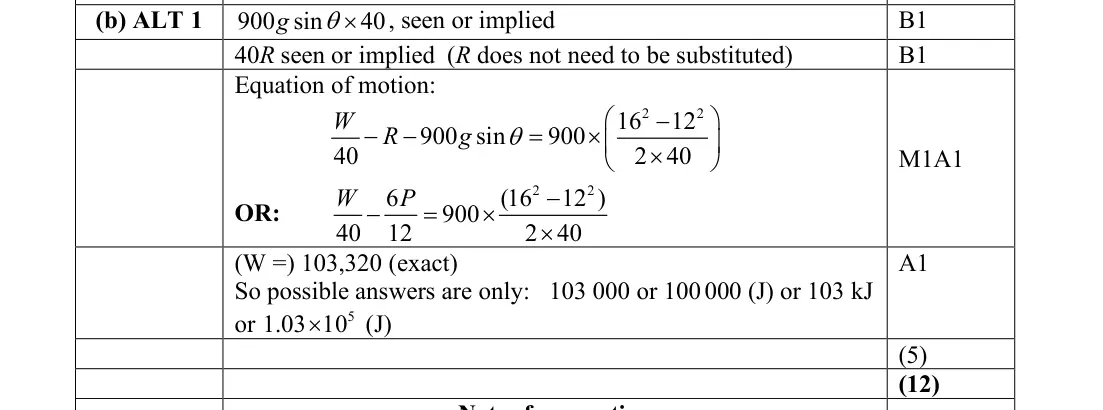 (b) ALT 1 900g sin θ × 40, seen or implied B1
40R seen or implied (R does not need to be substituted) B1
Equation of motion:
W/40 − R − 900g sin θ = 900 × ((16² − 12²)/(2 × 40))
M1A1
OR: W/40 − 6P/12 = 900 × (16² − 12²)/(2 × 40)
(W =) 103,320 (exact) A1
So possible answers are only: 103 000 or 100 000 (J) or 103 kJ
or 1.03×10⁵ (J)
(5)
(12)